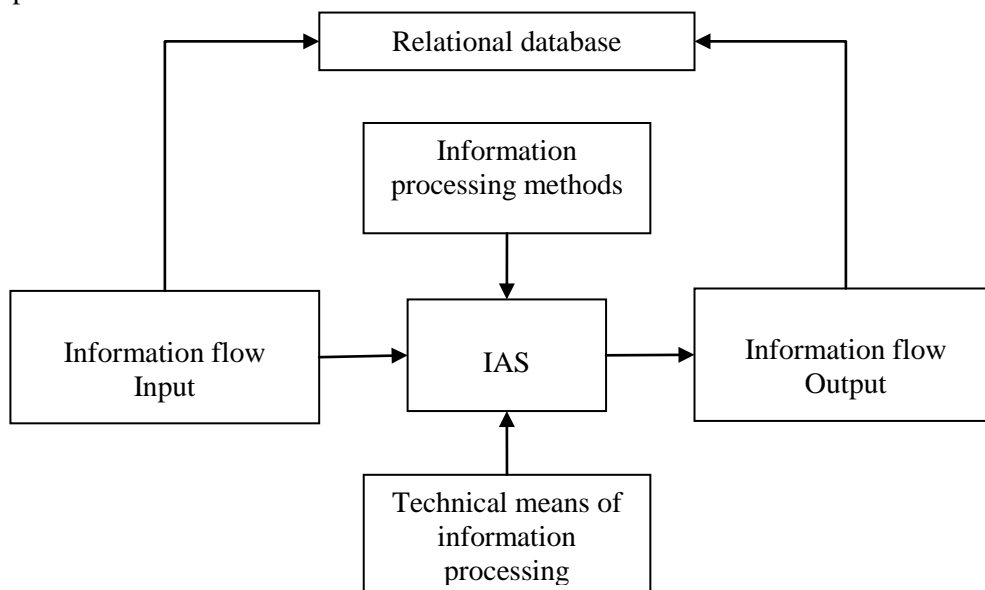 Relational database
Information
processing methods
Information flow
Input
IAS
Information flow
Output
Technical means of
information
processing